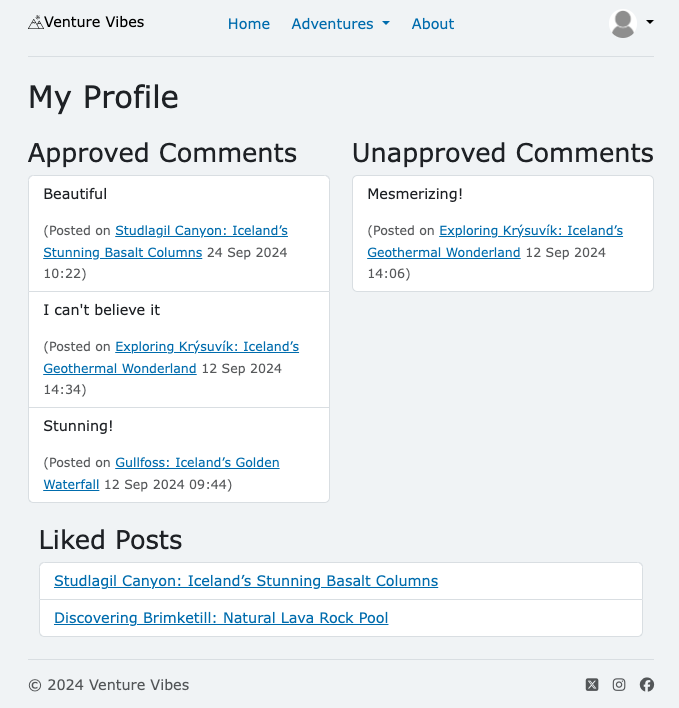 Venture Vibes
Home Adventures About
My Profile
Approved Comments
Beautiful
(Posted on Studlagil Canyon: Iceland’s
Stunning Basalt Columns 24 Sep 2024
10:22)
I can't believe it
(Posted on Exploring Krýsuvík: Iceland’s
Geothermal Wonderland 12 Sep 2024
14:34)
Stunning!
(Posted on Gullfoss: Iceland’s Golden
Waterfall 12 Sep 2024 09:44)
Unapproved Comments
Mesmerizing!
(Posted on Exploring Krýsuvík: Iceland’s
Geothermal Wonderland 12 Sep 2024
14:06)
Liked Posts
Studlagil Canyon: Iceland’s Stunning Basalt Columns
Discovering Brimketill: Natural Lava Rock Pool
© 2024 Venture Vibes